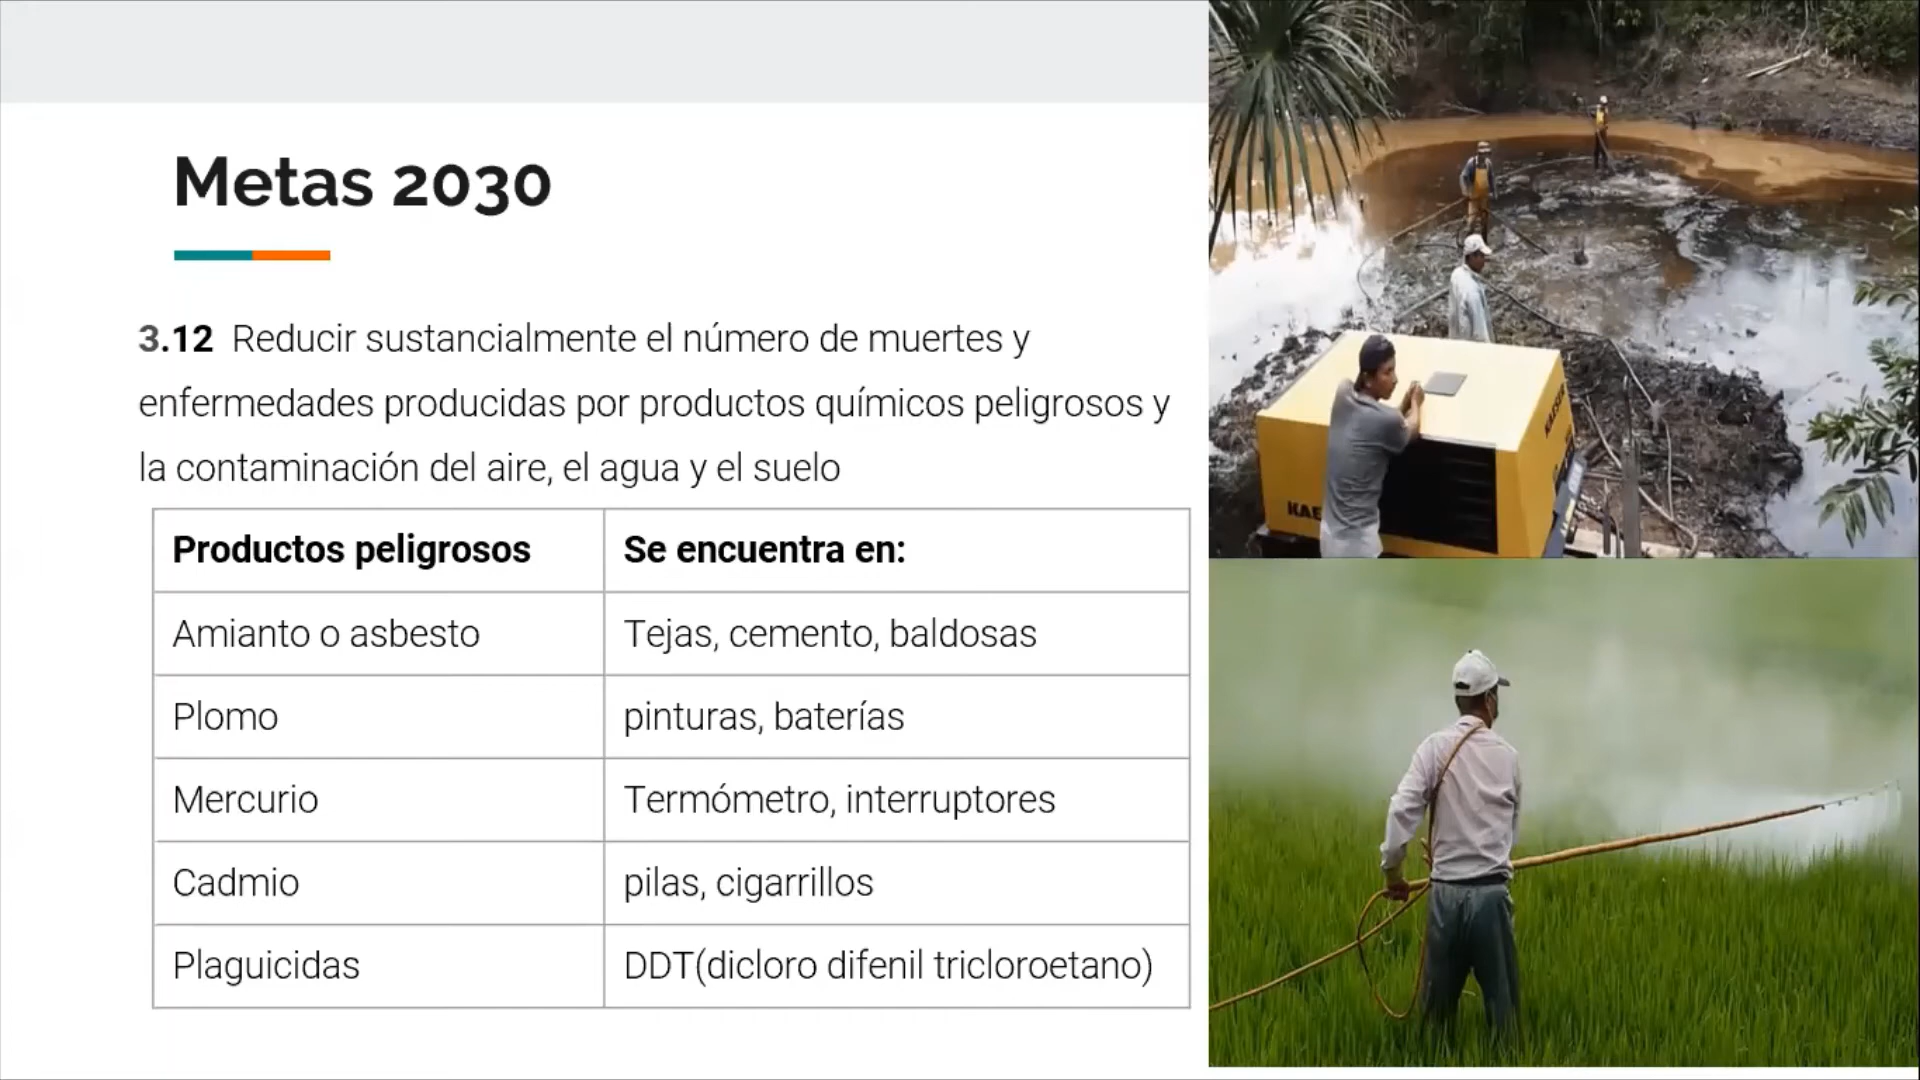 Metas 2030
3.12 Reducir sustancialmente el número de muertes y
enfermedades producidas por productos químicos peligrosos y
la contaminación del aire, el agua y el suelo
Productos peligrosos Se encuentra en:
Amianto o asbesto Tejas, cemento, baldosas
Plomo pinturas, baterías
Mercurio Termómetro, interruptores
Cadmio pilas, cigarrillos
Plaguicidas DDT(dicloro difenil tricloroetano)